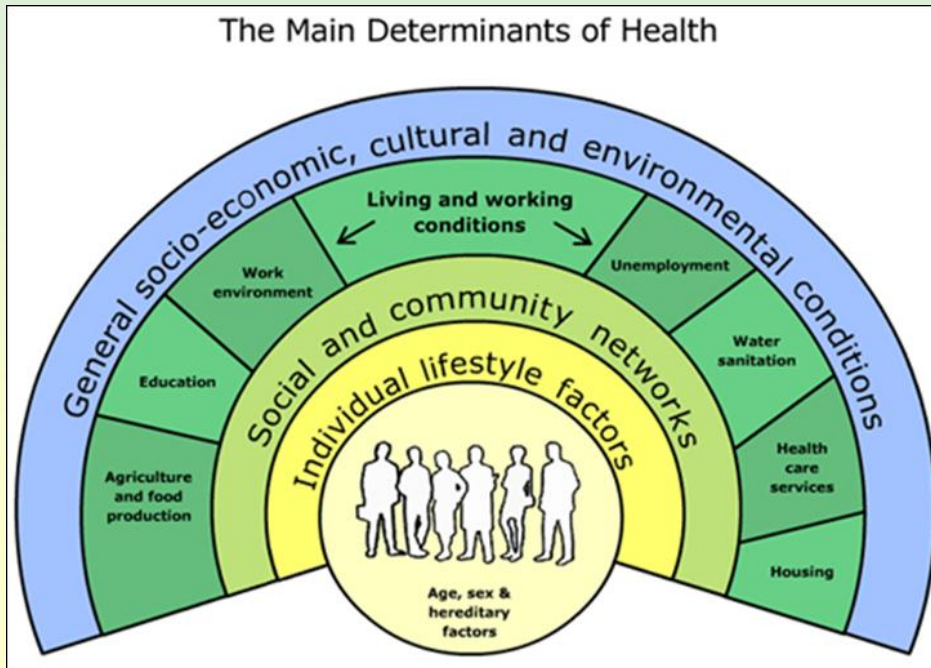 The Main Determinants of Health
General socio-economic, cultural and environmental conditions
Living and working
conditions
Work
environment
Unemployment
Education
Water
sanitation
Agriculture
and food
production
Health
care
services
Housing
Social and community networks
Individual lifestyle factors
Age, sex &
hereditary
factors